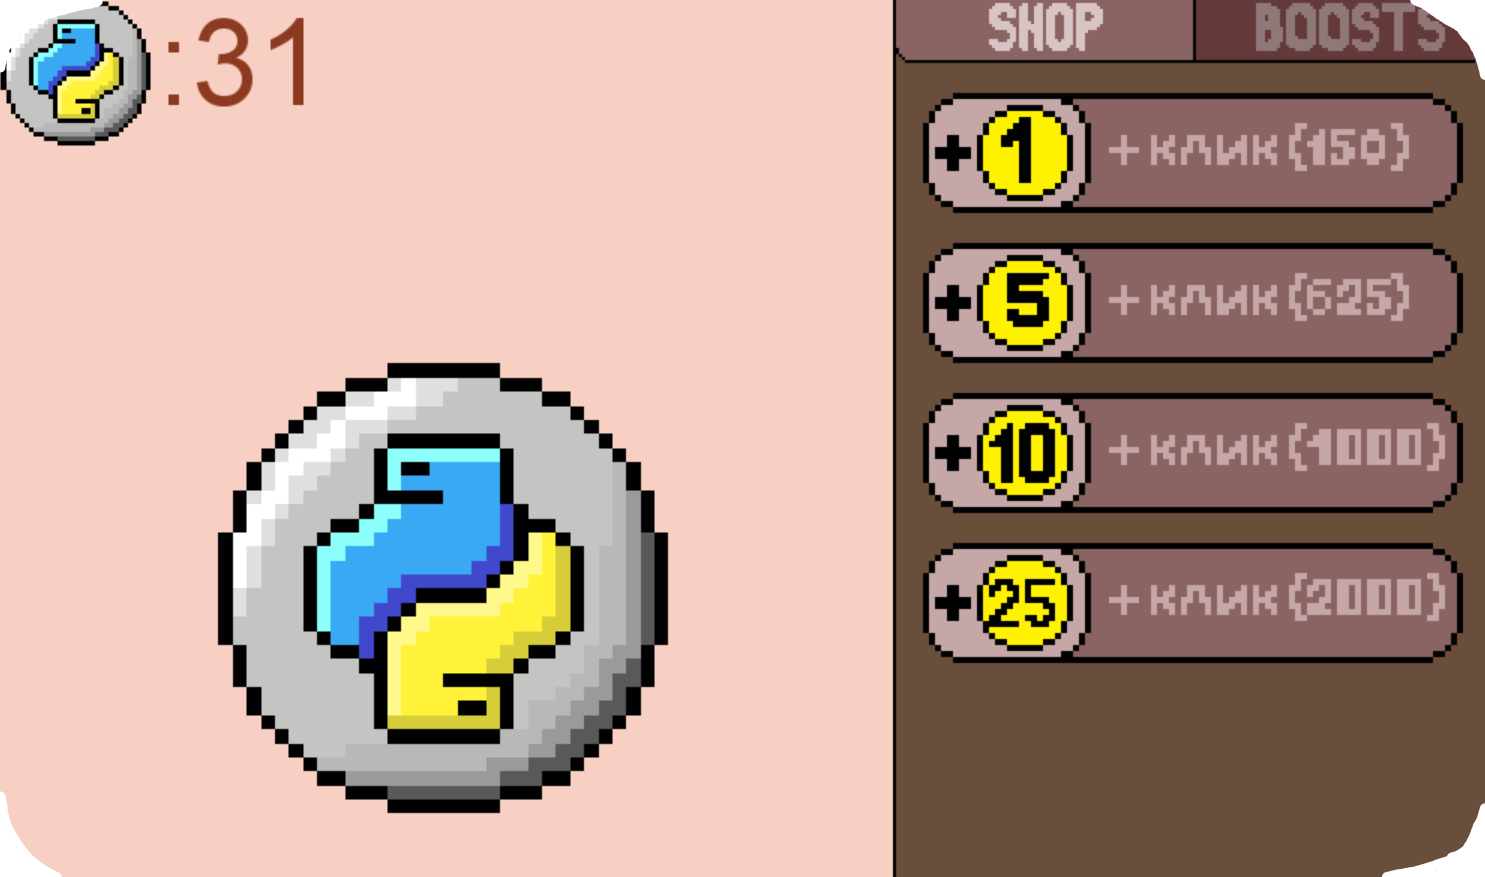 :31
SHOP
BOOSTS
+1 +клик{150}
+5 +клик{625}
+10 +клик{1000}
+25 +клик{2000}